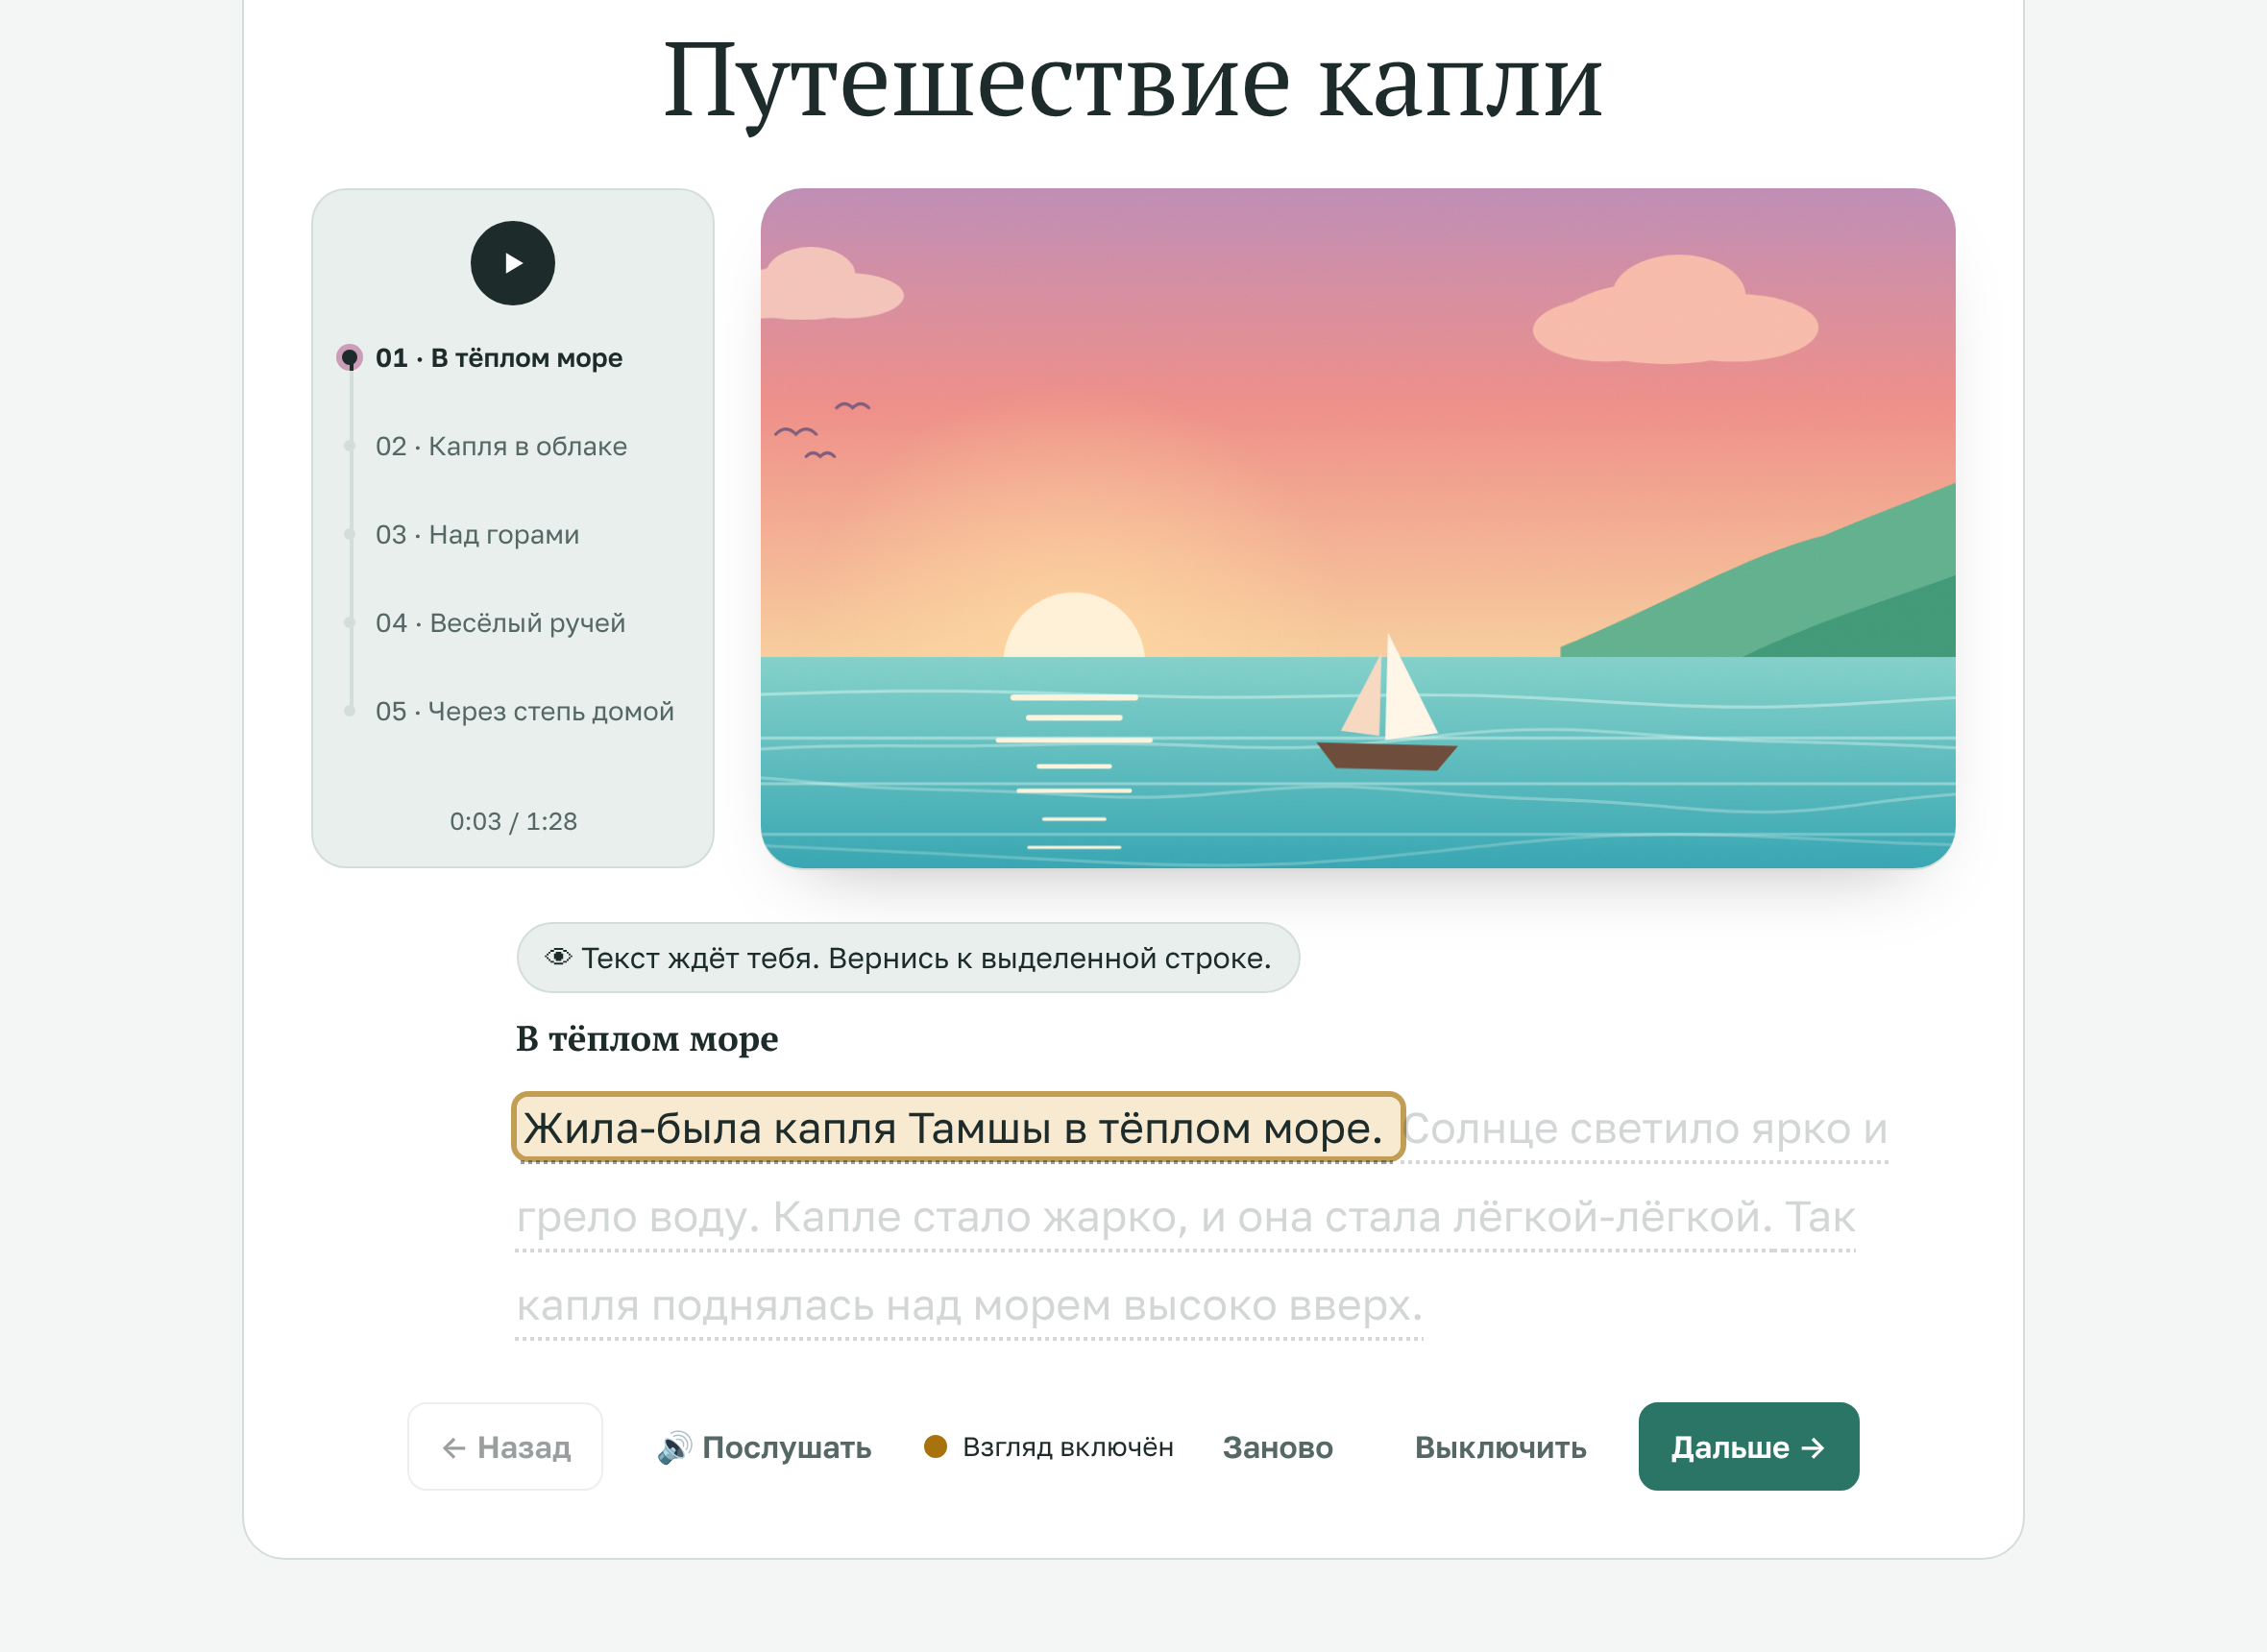 Путешествие капли
01 · В тёплом море
02 · Капля в облаке
03 · Над горами
04 · Весёлый ручей
05 · Через степь домой
0:03 / 1:28
Текст ждёт тебя. Вернись к выделенной строке.
В тёплом море
Жила-была капля Тамшы в тёплом море. Солнце светило ярко и
грело воду. Капле стало жарко, и она стала лёгкой-лёгкой. Так
капля поднялась над морем высоко вверх.
← Назад
Послушать
Взгляд включён
Заново
Выключить
Дальше →